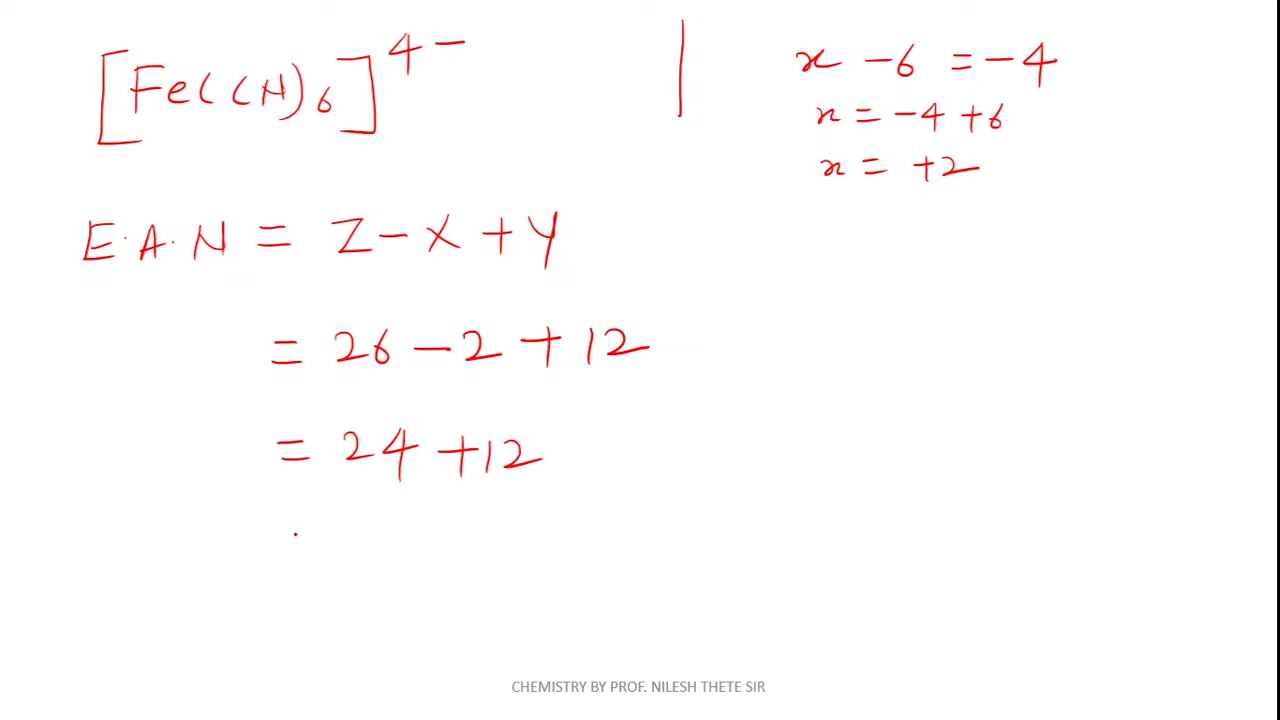 [Fe(CN)6]4-
x - 6 = -4
x = -4 + 6
x = +2
E.A.N = Z - X + Y
= 26 - 2 + 12
= 24 + 12
CHEMISTRY BY PROF. NILESH THETE SIR